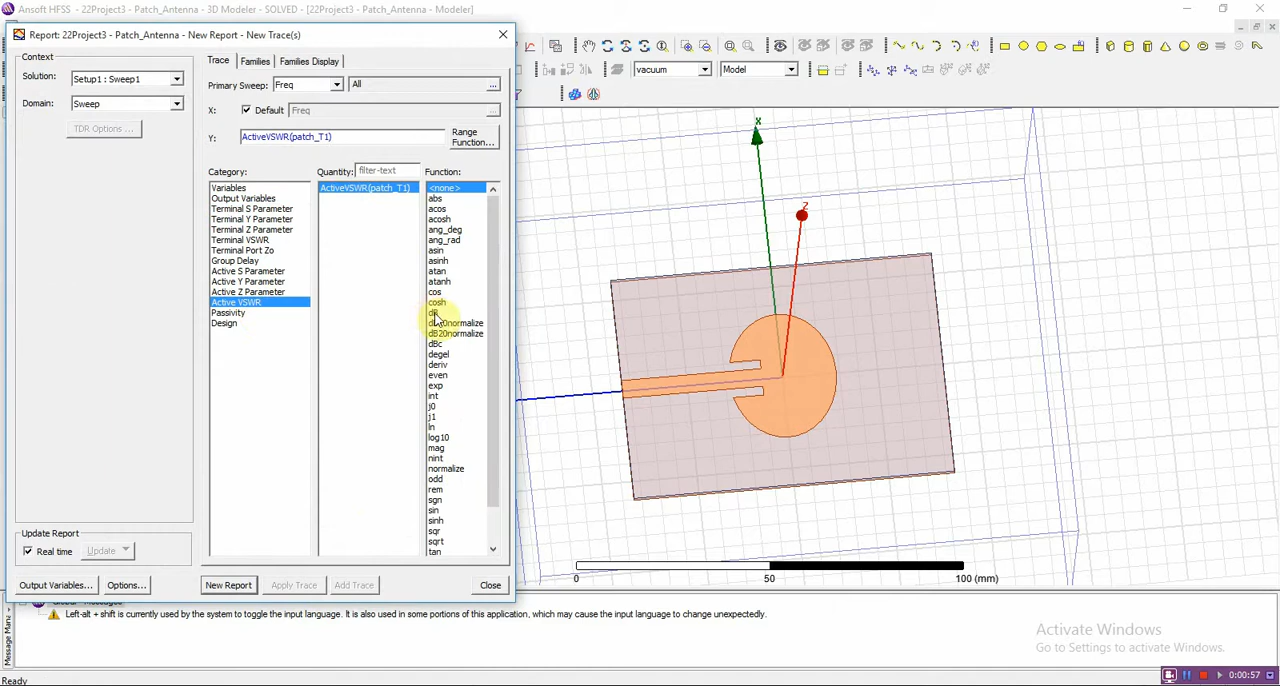 Ansoft HFSS - 22Project3 - Patch_Antenna - 3D Modeler - SOLVED - [22Project3 - Patch_Antenna - Modeler]
Report: 22Project3 - Patch_Antenna - New Report - New Trace(s)
Context
Solution: Setup1 : Sweep1
Domain: Sweep
TDR Options ...
Trace Families Families Display
Primary Sweep: Freq All ...
X: Default Freq ...
Y: ActiveVSWR(patch_T1) Range Function...
Category: Quantity: filter-text Function:
Variables
Output Variables
Terminal S Parameter
Terminal Y Parameter
Terminal Z Parameter
Terminal VSWR
Terminal Port Zo
Group Delay
Active S Parameter
Active Y Parameter
Active Z Parameter
Active VSWR
Passivity
Design
ActiveVSWR(patch_T1)
<none>
abs
acos
acosh
ang_deg
ang_rad
asin
asinh
atan
atanh
cos
cosh
dB
dB10normalize
dB20normalize
dBc
degel
deriv
even
exp
int
j0
j1
ln
log10
mag
nint
normalize
odd
rem
sgn
sin
sinh
sqr
sqrt
tan
Update Report
Real time Update
Output Variables... Options... New Report Apply Trace Add Trace Close
vacuum Model
X
Z
0 50 100 (mm)
Left-alt + shift is currently used by the system to toggle the input language. It is also used in some portions of this application, which may cause the input language to change unexpectedly.
Activate Windows
Go to Settings to activate Windows.
Ready
0:00:57